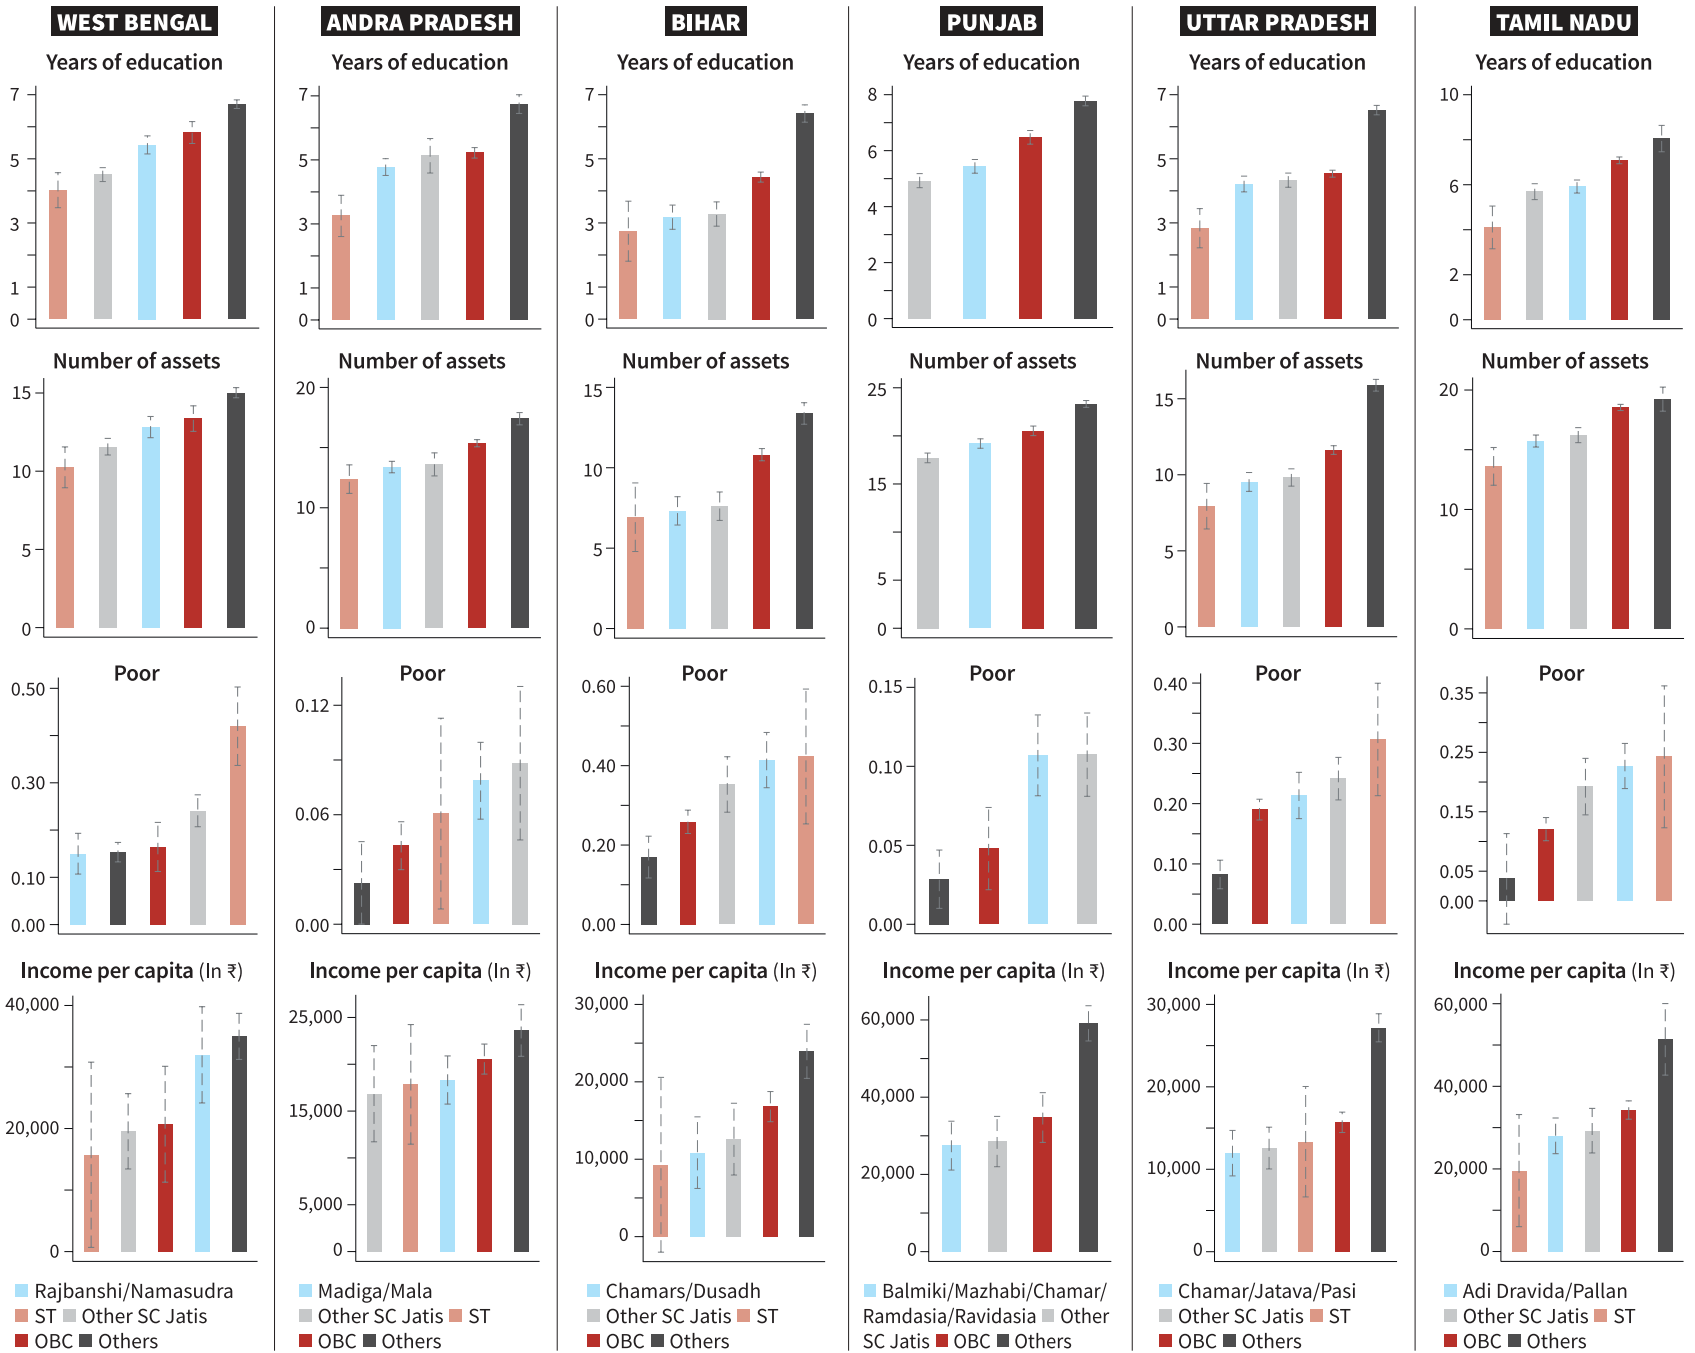 WEST BENGAL
Years of education
7
5
3
1
0
Number of assets
15
10
5
0
Poor
0.50
0.30
0.10
0.00
Income per capita (In ₹)
40,000
20,000
0
Rajbanshi/Namasudra
ST Other SC Jatis
OBC Others
ANDRA PRADESH
Years of education
7
5
3
1
0
Number of assets
20
10
0
Poor
0.12
0.06
0.00
Income per capita (In ₹)
25,000
15,000
5,000
0
Madiga/Mala
Other SC Jatis ST
OBC Others
BIHAR
Years of education
7
5
3
1
0
Number of assets
15
10
5
0
Poor
0.60
0.40
0.20
0.00
Income per capita (In ₹)
30,000
20,000
10,000
0
Chamars/Dusadh
Other SC Jatis ST
OBC Others
PUNJAB
Years of education
8
6
4
2
0
Number of assets
25
15
5
0
Poor
0.15
0.10
0.05
0.00
Income per capita (In ₹)
60,000
40,000
20,000
0
Balmiki/Mazhabi/Chamar/
Ramdasia/Ravidasia Other
SC Jatis OBC Others
UTTAR PRADESH
Years of education
7
5
3
1
0
Number of assets
15
10
5
0
Poor
0.40
0.30
0.20
0.10
0.00
Income per capita (In ₹)
30,000
20,000
10,000
0
Chamar/Jatava/Pasi
Other SC Jatis ST
OBC Others
TAMIL NADU
Years of education
10
6
2
0
Number of assets
20
10
0
Poor
0.35
0.25
0.15
0.05
0.00
Income per capita (In ₹)
60,000
40,000
20,000
0
Adi Dravida/Pallan
Other SC Jatis ST
OBC Others